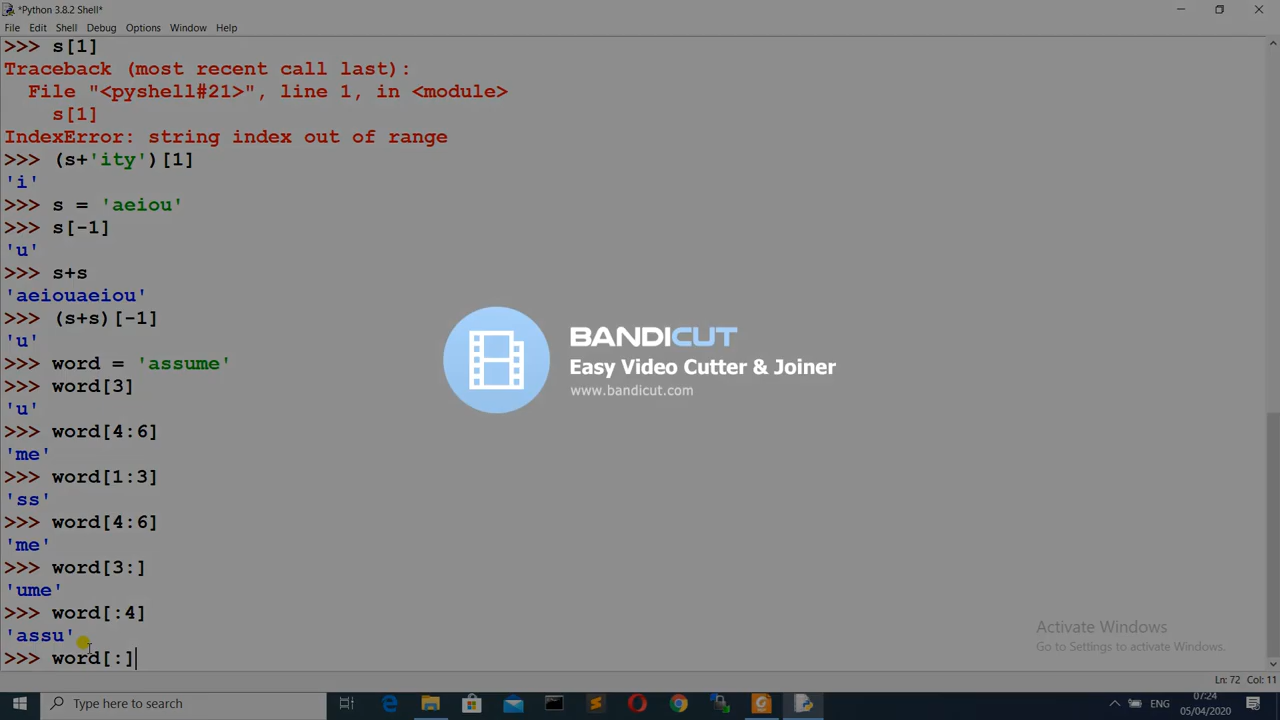 *Python 3.8.2 Shell*
File Edit Shell Debug Options Window Help
>>> s[1]
Traceback (most recent call last):
  File "<pyshell#21>", line 1, in <module>
    s[1]
IndexError: string index out of range
>>> (s+'ity')[1]
'i'
>>> s = 'aeiou'
>>> s[-1]
'u'
>>> s+s
'aeiouaeiou'
>>> (s+s)[-1]
'u'
>>> word = 'assume'
>>> word[3]
'u'
>>> word[4:6]
'me'
>>> word[1:3]
'ss'
>>> word[4:6]
'me'
>>> word[3:]
'ume'
>>> word[:4]
'assu'
>>> word[:]
BANDICUT
Easy Video Cutter & Joiner
www.bandicut.com
Activate Windows
Go to Settings to activate Windows.
Ln: 72 Col: 11
Type here to search
ENG
07:24
05/04/2020